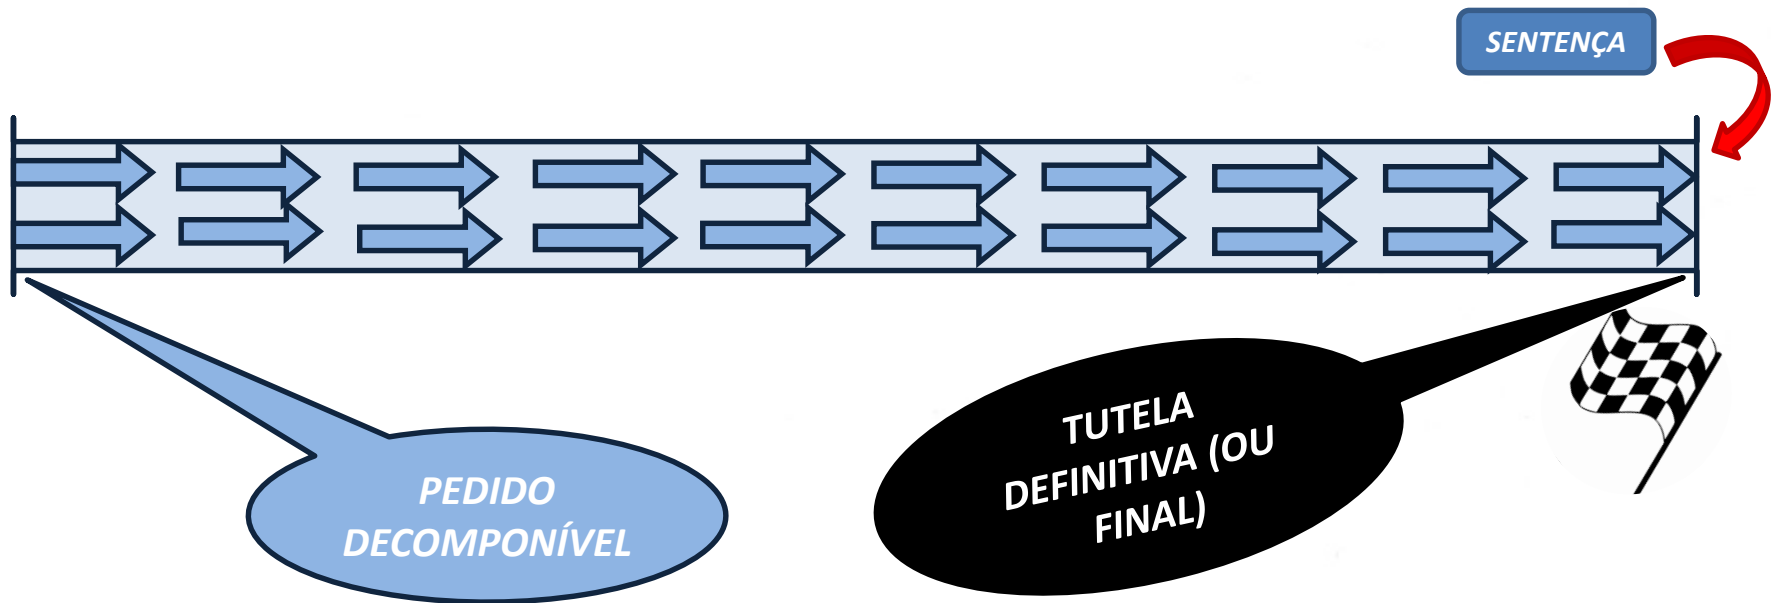 SENTENÇA
PEDIDO
DECOMPONÍVEL
TUTELA
DEFINITIVA (OU
FINAL)